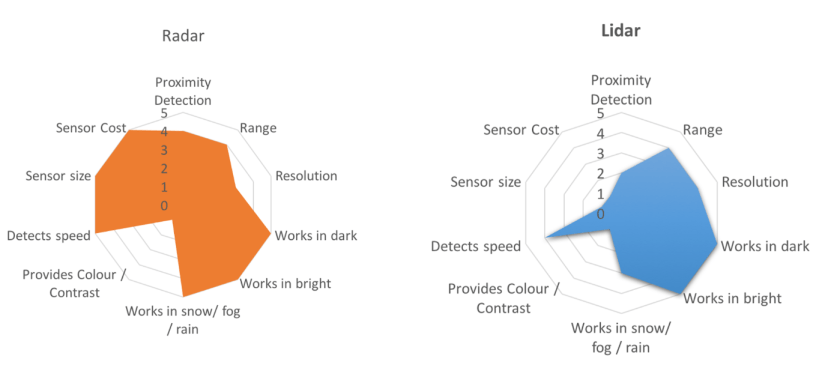 Radar
Proximity
Detection
5
4
3
2
1
0
Range
Resolution
Works in dark
Works in bright
Works in snow/ fog
/ rain
Provides Colour /
Contrast
Detects speed
Sensor size
Sensor Cost
Lidar
Proximity
Detection
5
4
3
2
1
0
Range
Resolution
Works in dark
Works in bright
Works in snow/
fog / rain
Provides Colour /
Contrast
Detects speed
Sensor size
Sensor Cost